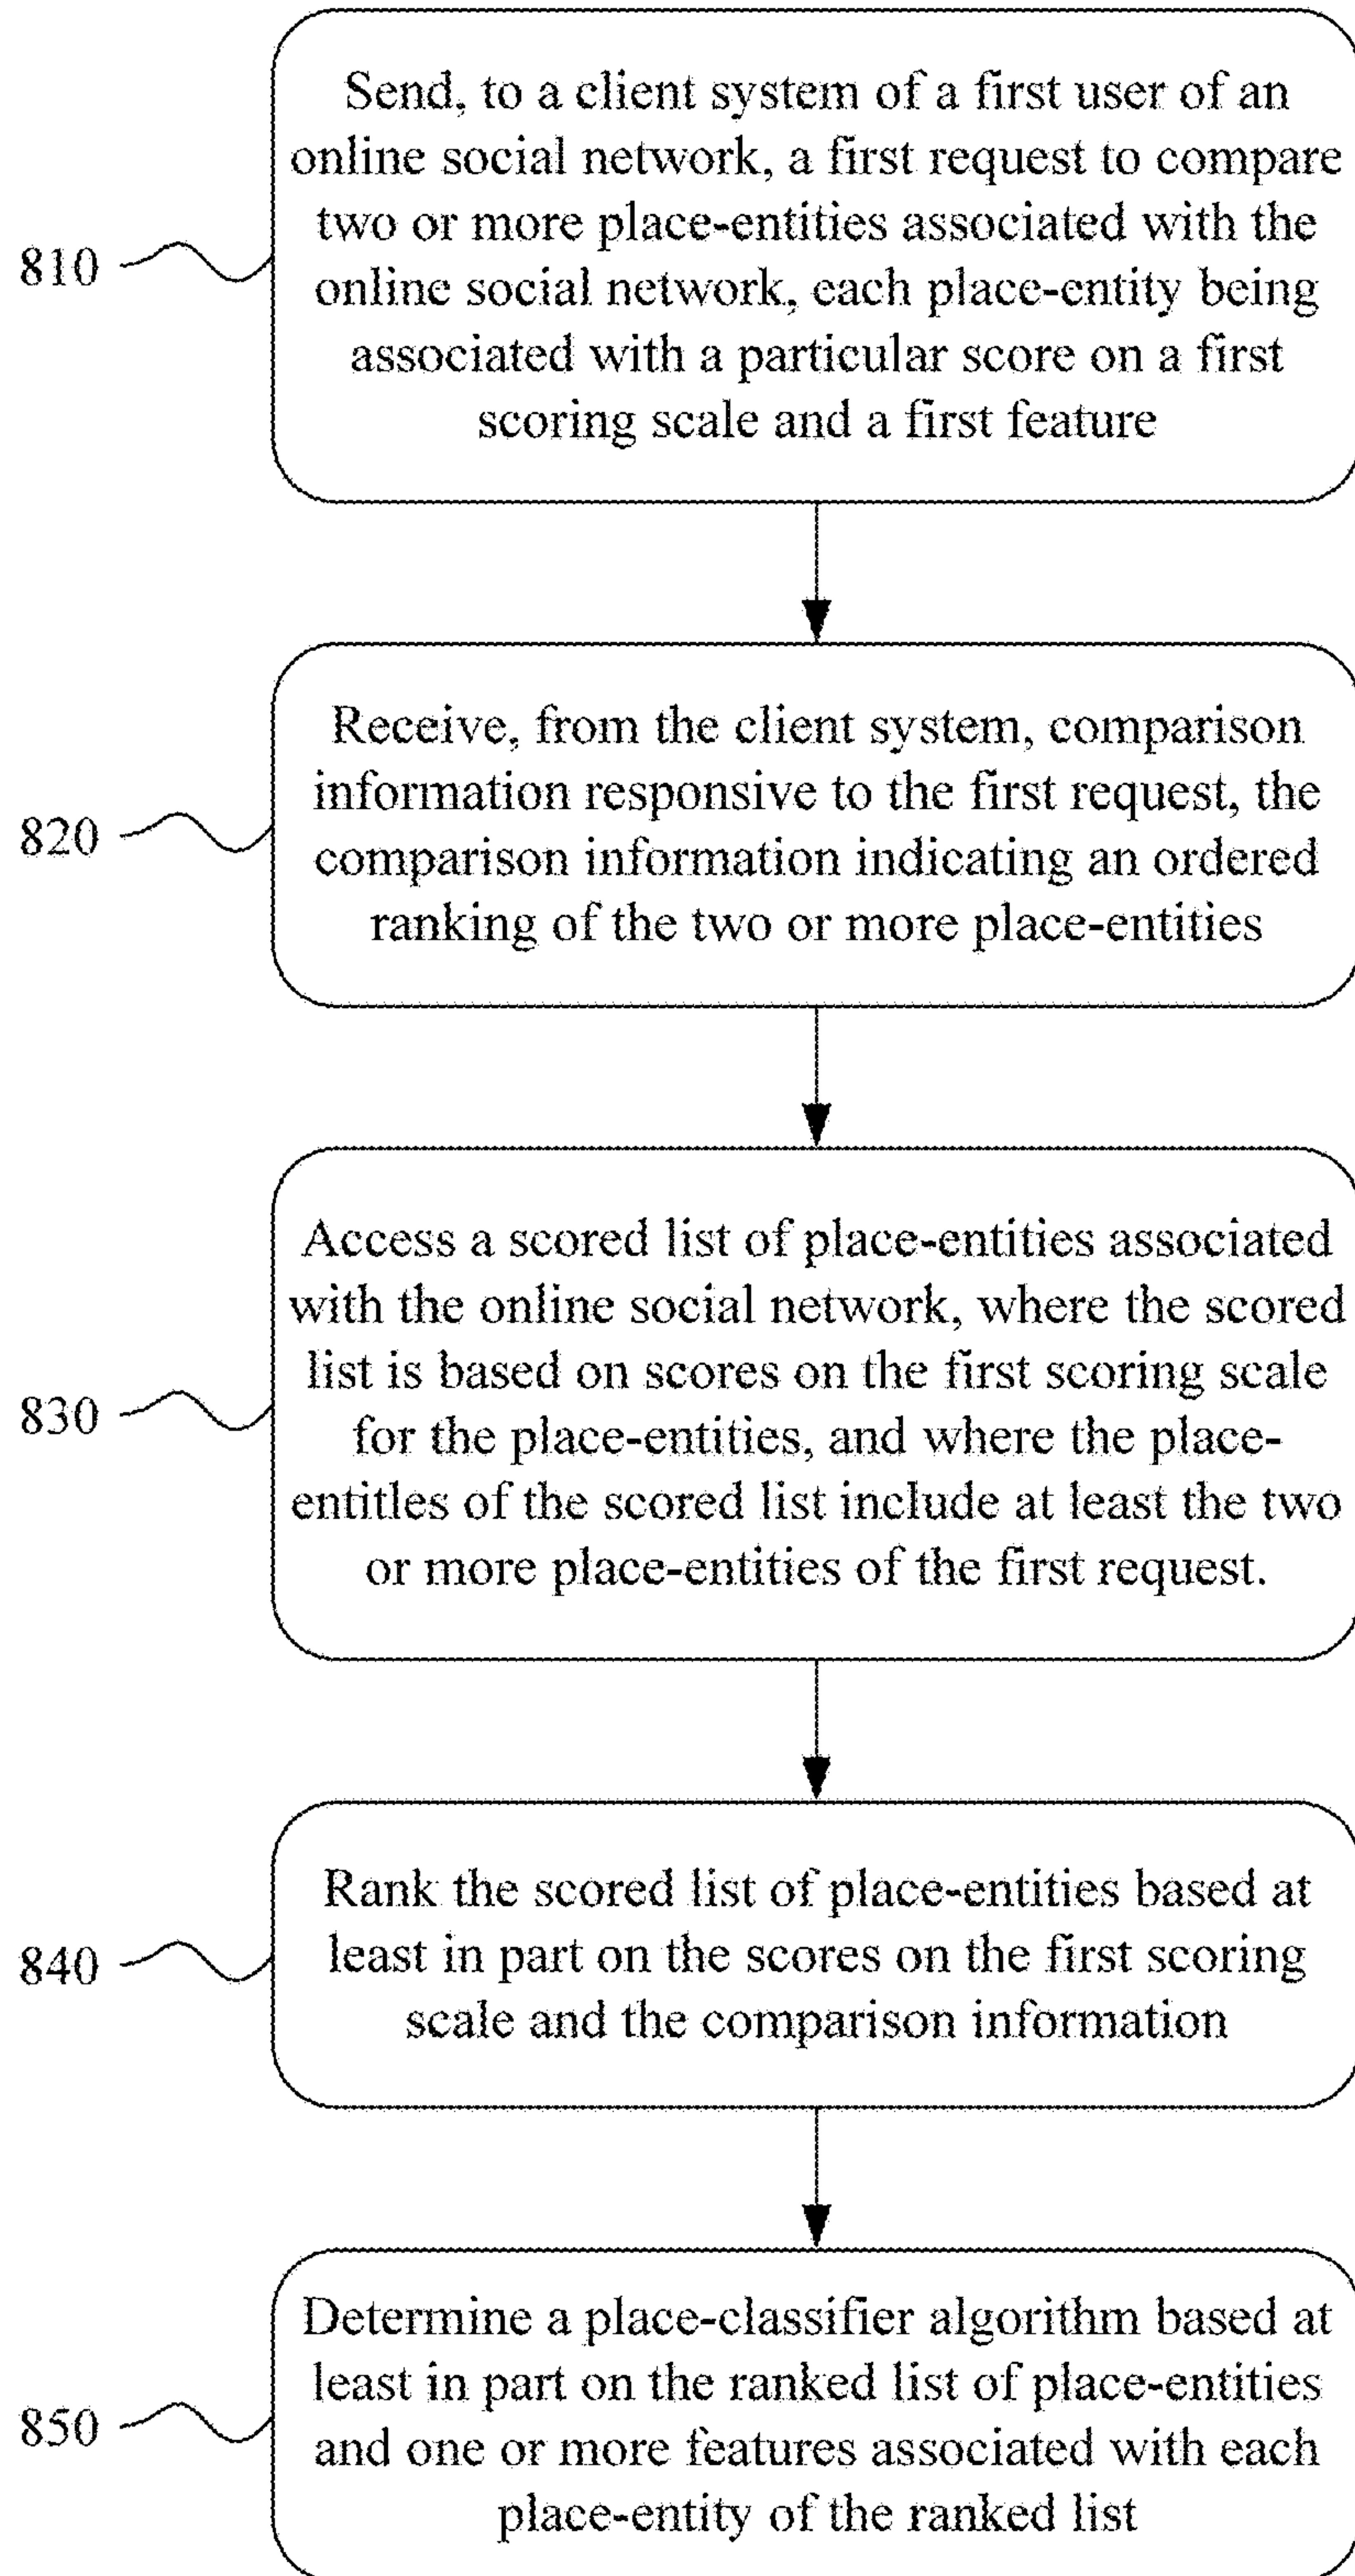 Send, to a client system of a first user of an
online social network, a first request to compare
two or more place-entities associated with the
810
online social network, each place-entity being
associated with a particular score on a first
scoring scale and a first feature
Receive, from the client system, comparison
information responsive to the first request, the
820
comparison information indicating an ordered
ranking of the two or more place-entities
Access a scored list of place-entities associated
with the online social network, where the scored
list is based on scores on the first scoring scale
830
for the place-entities, and where the place-
entitles of the scored list include at least the two
or more place-entities of the first request.
Rank the scored list of place-entities based at
least in part on the scores on the first scoring
840
scale and the comparison information
Determine a place-classifier algorithm based at
least in part on the ranked list of place-entities
850
and one or more features associated with each
place-entity of the ranked list